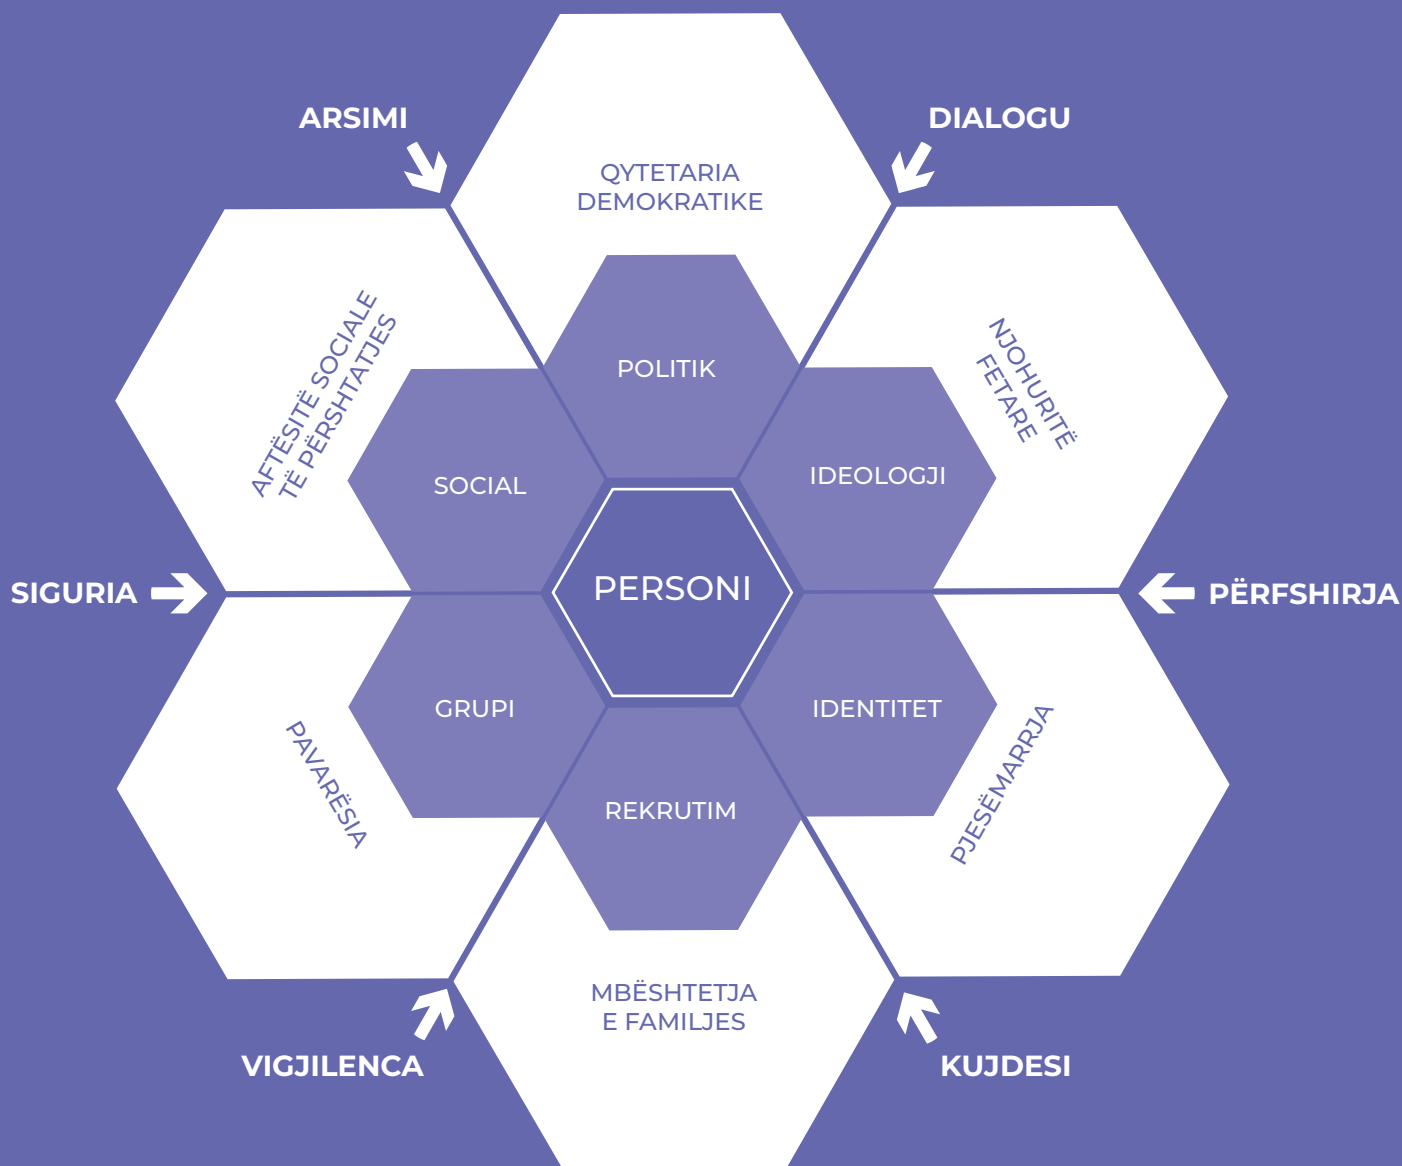 ARSIMI
DIALOGU
QYTETARIA
DEMOKRATIKE
AFTËSITË SOCIALE
TË PËRSHTATJES
NJOHURITË
FETARE
POLITIK
SOCIAL
IDEOLOGJI
SIGURIA
PERSONI
PËRFSHIRJA
GRUPI
IDENTITET
PAVARËSIA
PJESËMARRJA
REKRUTIM
MBËSHTETJA
E FAMILJES
VIGJILENCA
KUJDESI